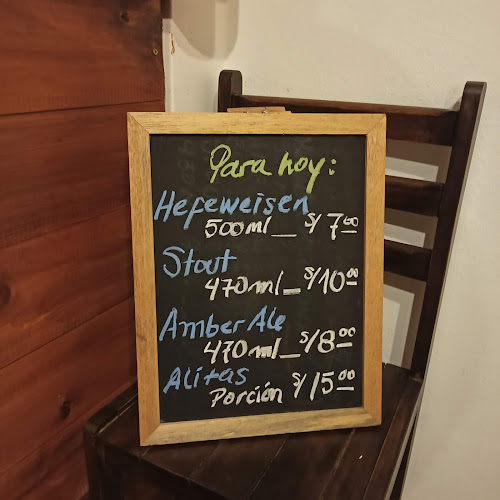 Para hoy:
Hefeweisen
500ml_ S/ 7.00
Stout
470ml_ S/10.00
Amber Ale
470ml_ S/8.00
Alitas
Porción S/15.00